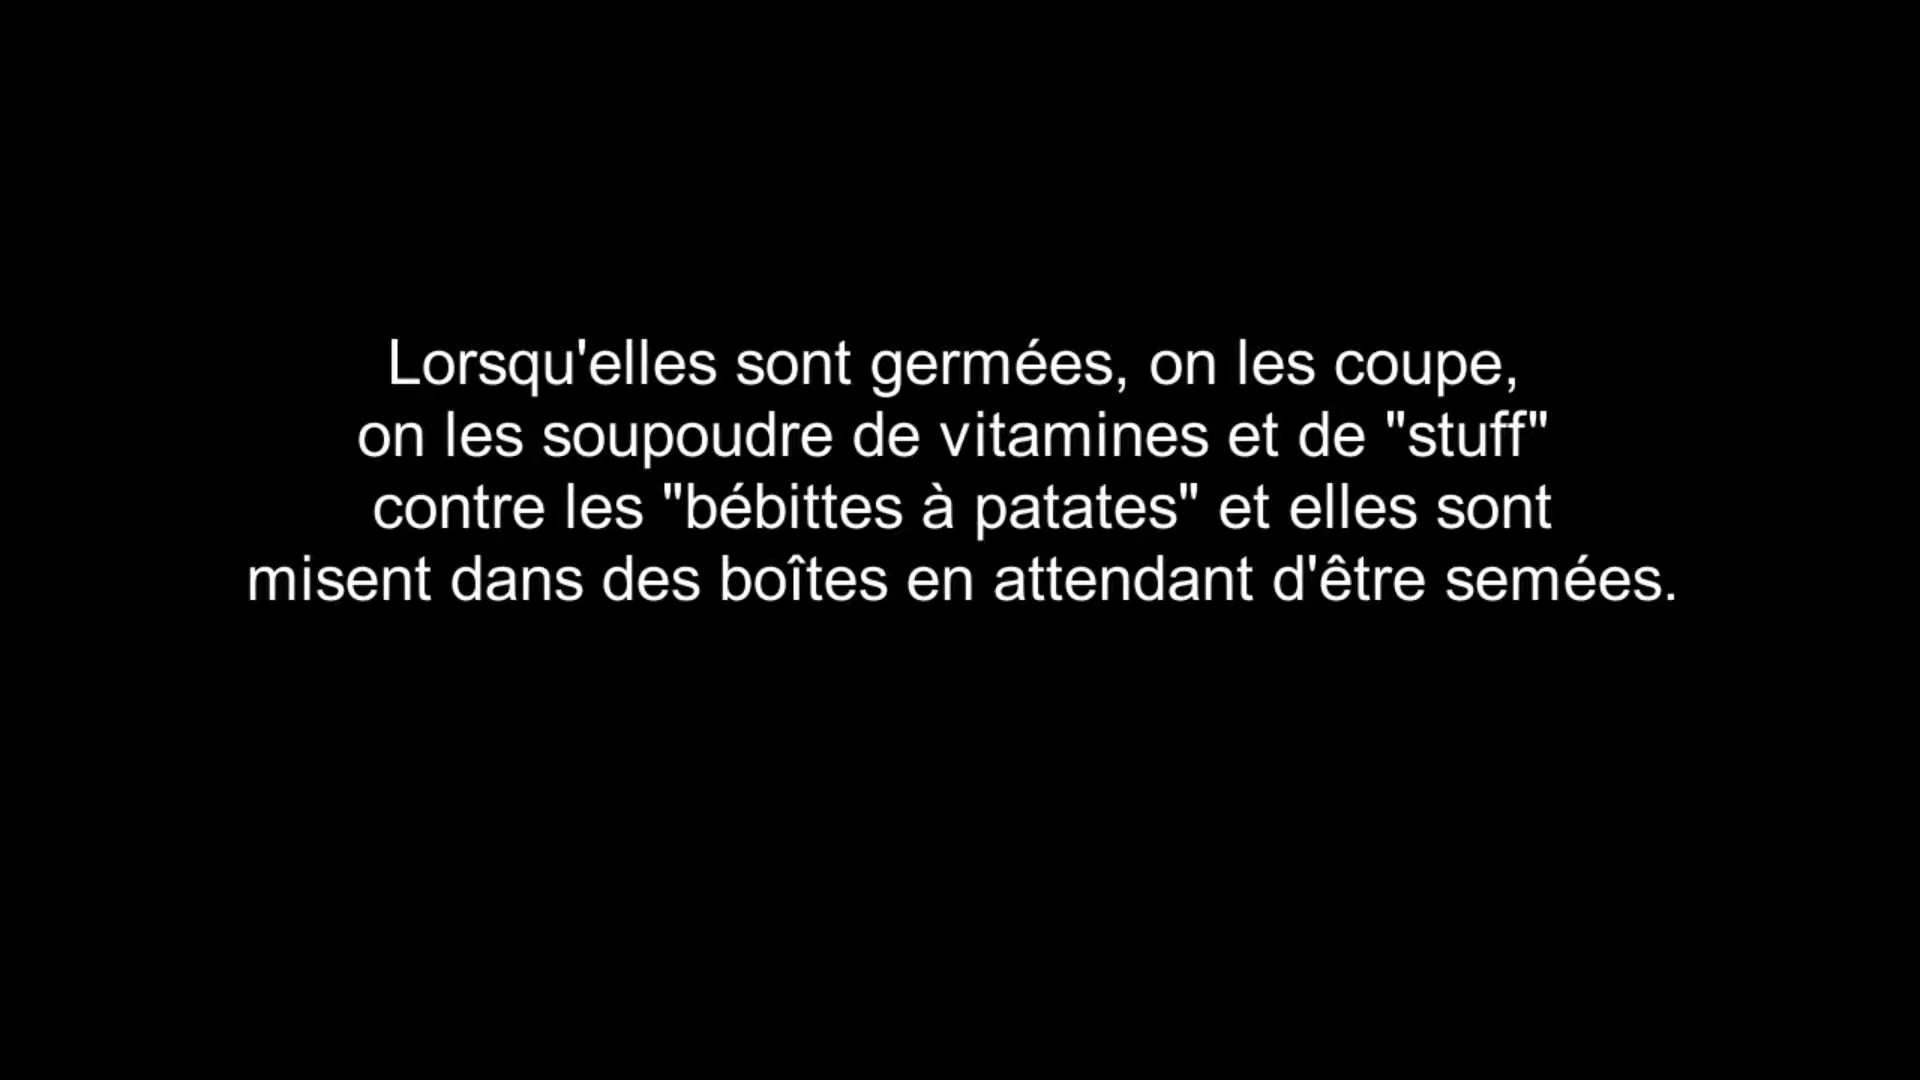 Lorsqu'elles sont germées, on les coupe,
on les soupoudre de vitamines et de "stuff"
contre les "bébittes à patates" et elles sont
misent dans des boîtes en attendant d'être semées.